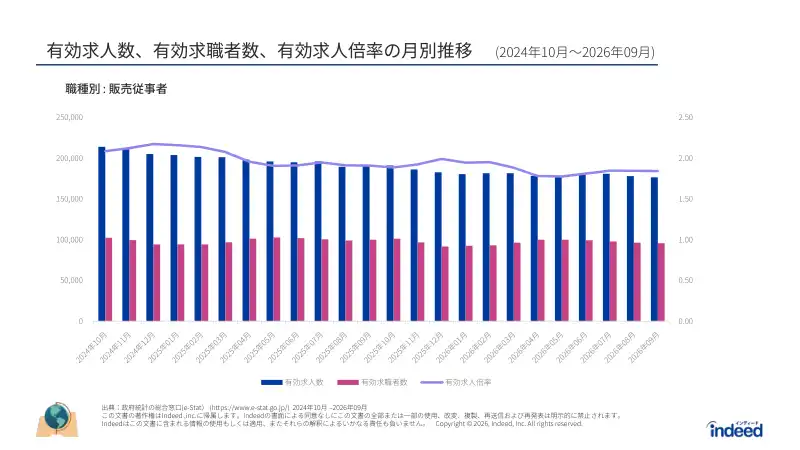 有効求人数、有効求職者数、有効求人倍率の月別推移 (2024年10月～2026年09月)
職種別 : 販売従事者
250,000 2.50
200,000 2.00
150,000 1.50
100,000 1.00
50,000 0.50
0 0.00
2024年10月 2024年11月 2024年12月 2025年01月 2025年02月 2025年03月 2025年04月 2025年05月 2025年06月 2025年07月 2025年08月 2025年09月 2025年10月 2025年11月 2025年12月 2026年01月 2026年02月 2026年03月 2026年04月 2026年05月 2026年06月 2026年07月 2026年08月 2026年09月
有効求人数 有効求職者数 有効求人倍率
出典：政府統計の総合窓口(e-Stat） (https://www.e-stat.go.jp/) 2024年10月 –2026年09月
この文書の著作権はIndeed ,Inc.に帰属します。Indeedの書面による同意なしにこの文書の全部または一部の使用、改変、複製、再送信および再発表は明示的に禁止されます。
Indeedはこの文書に含まれる情報の使用もしくは適用、またそれらの解釈によるいかなる責任も負いません。 Copyright © 2026, Indeed, Inc. All rights reserved.
インディード
indeed